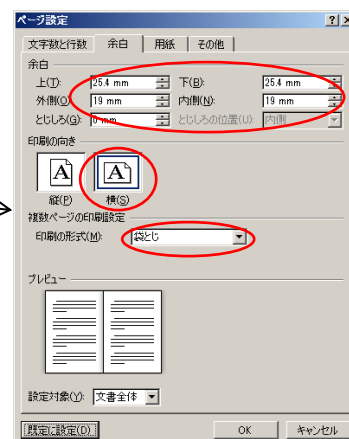 ページ設定
文字数と行数 余白 用紙 その他
余白
上(T): 25.4 mm 下(B): 25.4 mm
外側(O): 19 mm 内側(N): 19 mm
とじしろ(G): 0 mm とじしろの位置(U): 内側
印刷の向き
A A
縦(P) 横(S)
複数ページの印刷設定
印刷の形式(M): 袋とじ
プレビュー
設定対象(Y): 文書全体
既定に設定(D) OK キャンセル